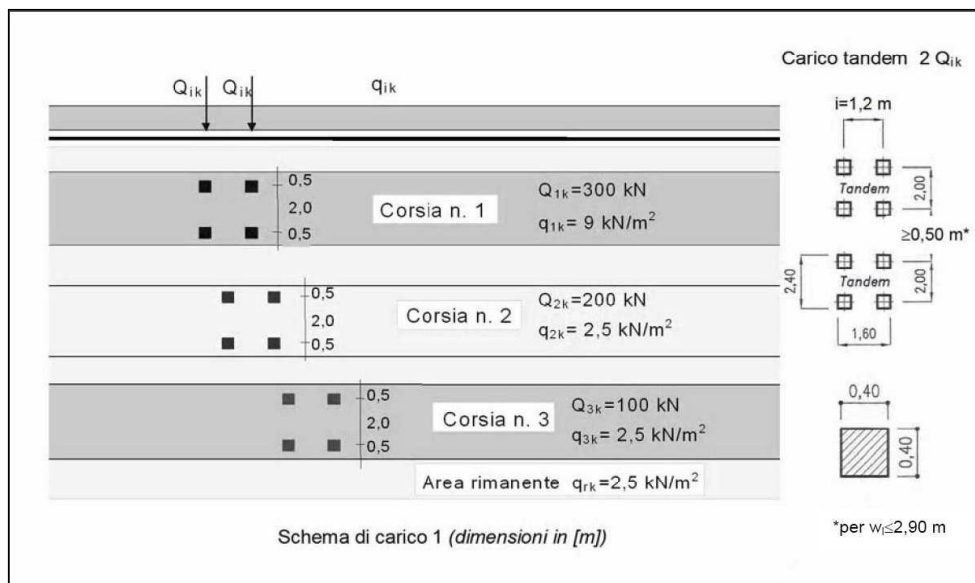 Carico tandem 2 Qik
Qik Qik qik
i=1,2 m
0,5
2,0
0,5
Corsia n. 1
Q1k=300 kN
q1k= 9 kN/m²
Tandem
2,00
≥0,50 m*
0,5
2,0
0,5
Corsia n. 2
Q2k=200 kN
q2k= 2,5 kN/m²
2,40
Tandem
2,00
1,60
0,5
2,0
0,5
Corsia n. 3
Q3k=100 kN
q3k= 2,5 kN/m²
0,40
0,40
Area rimanente qrk=2,5 kN/m²
Schema di carico 1 (dimensioni in [m])
*per wl≤2,90 m